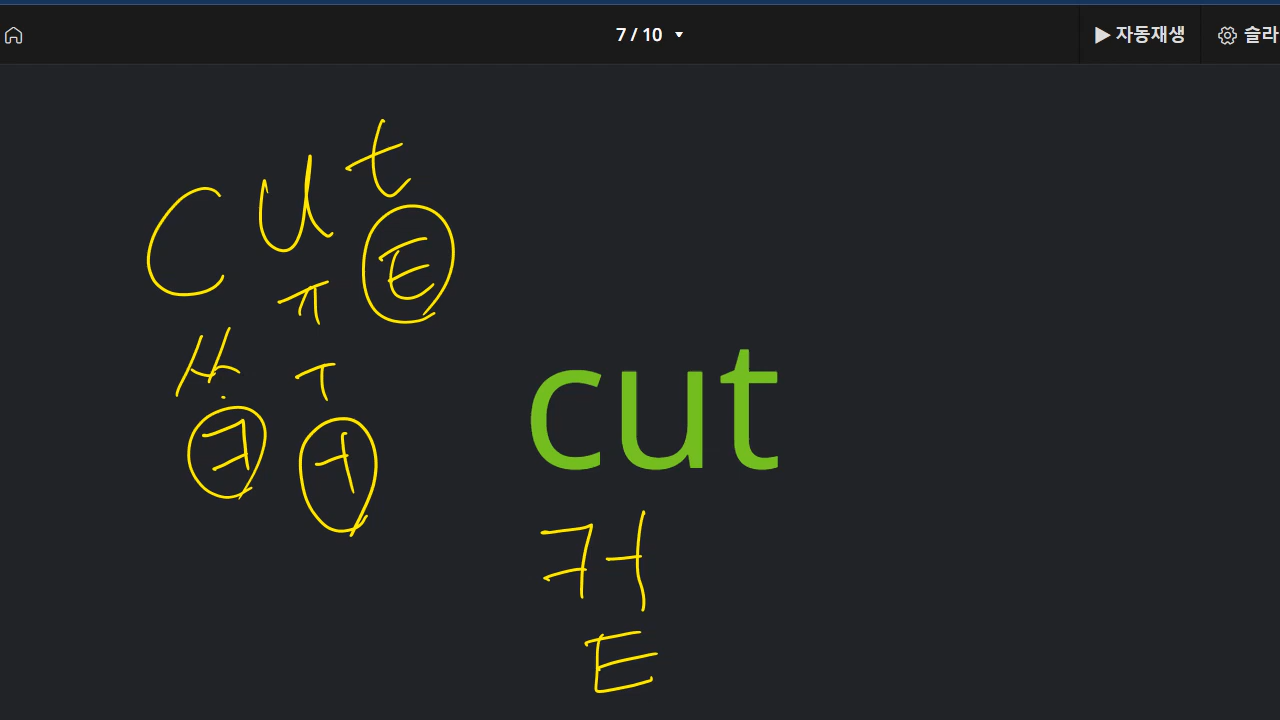 7 / 10 ▼ ▶ 자동재생 슬라
cut
ㅠ ㅌ
ㅆ ㅜ
ㅋ ㅓ
cut
커
ㅌ